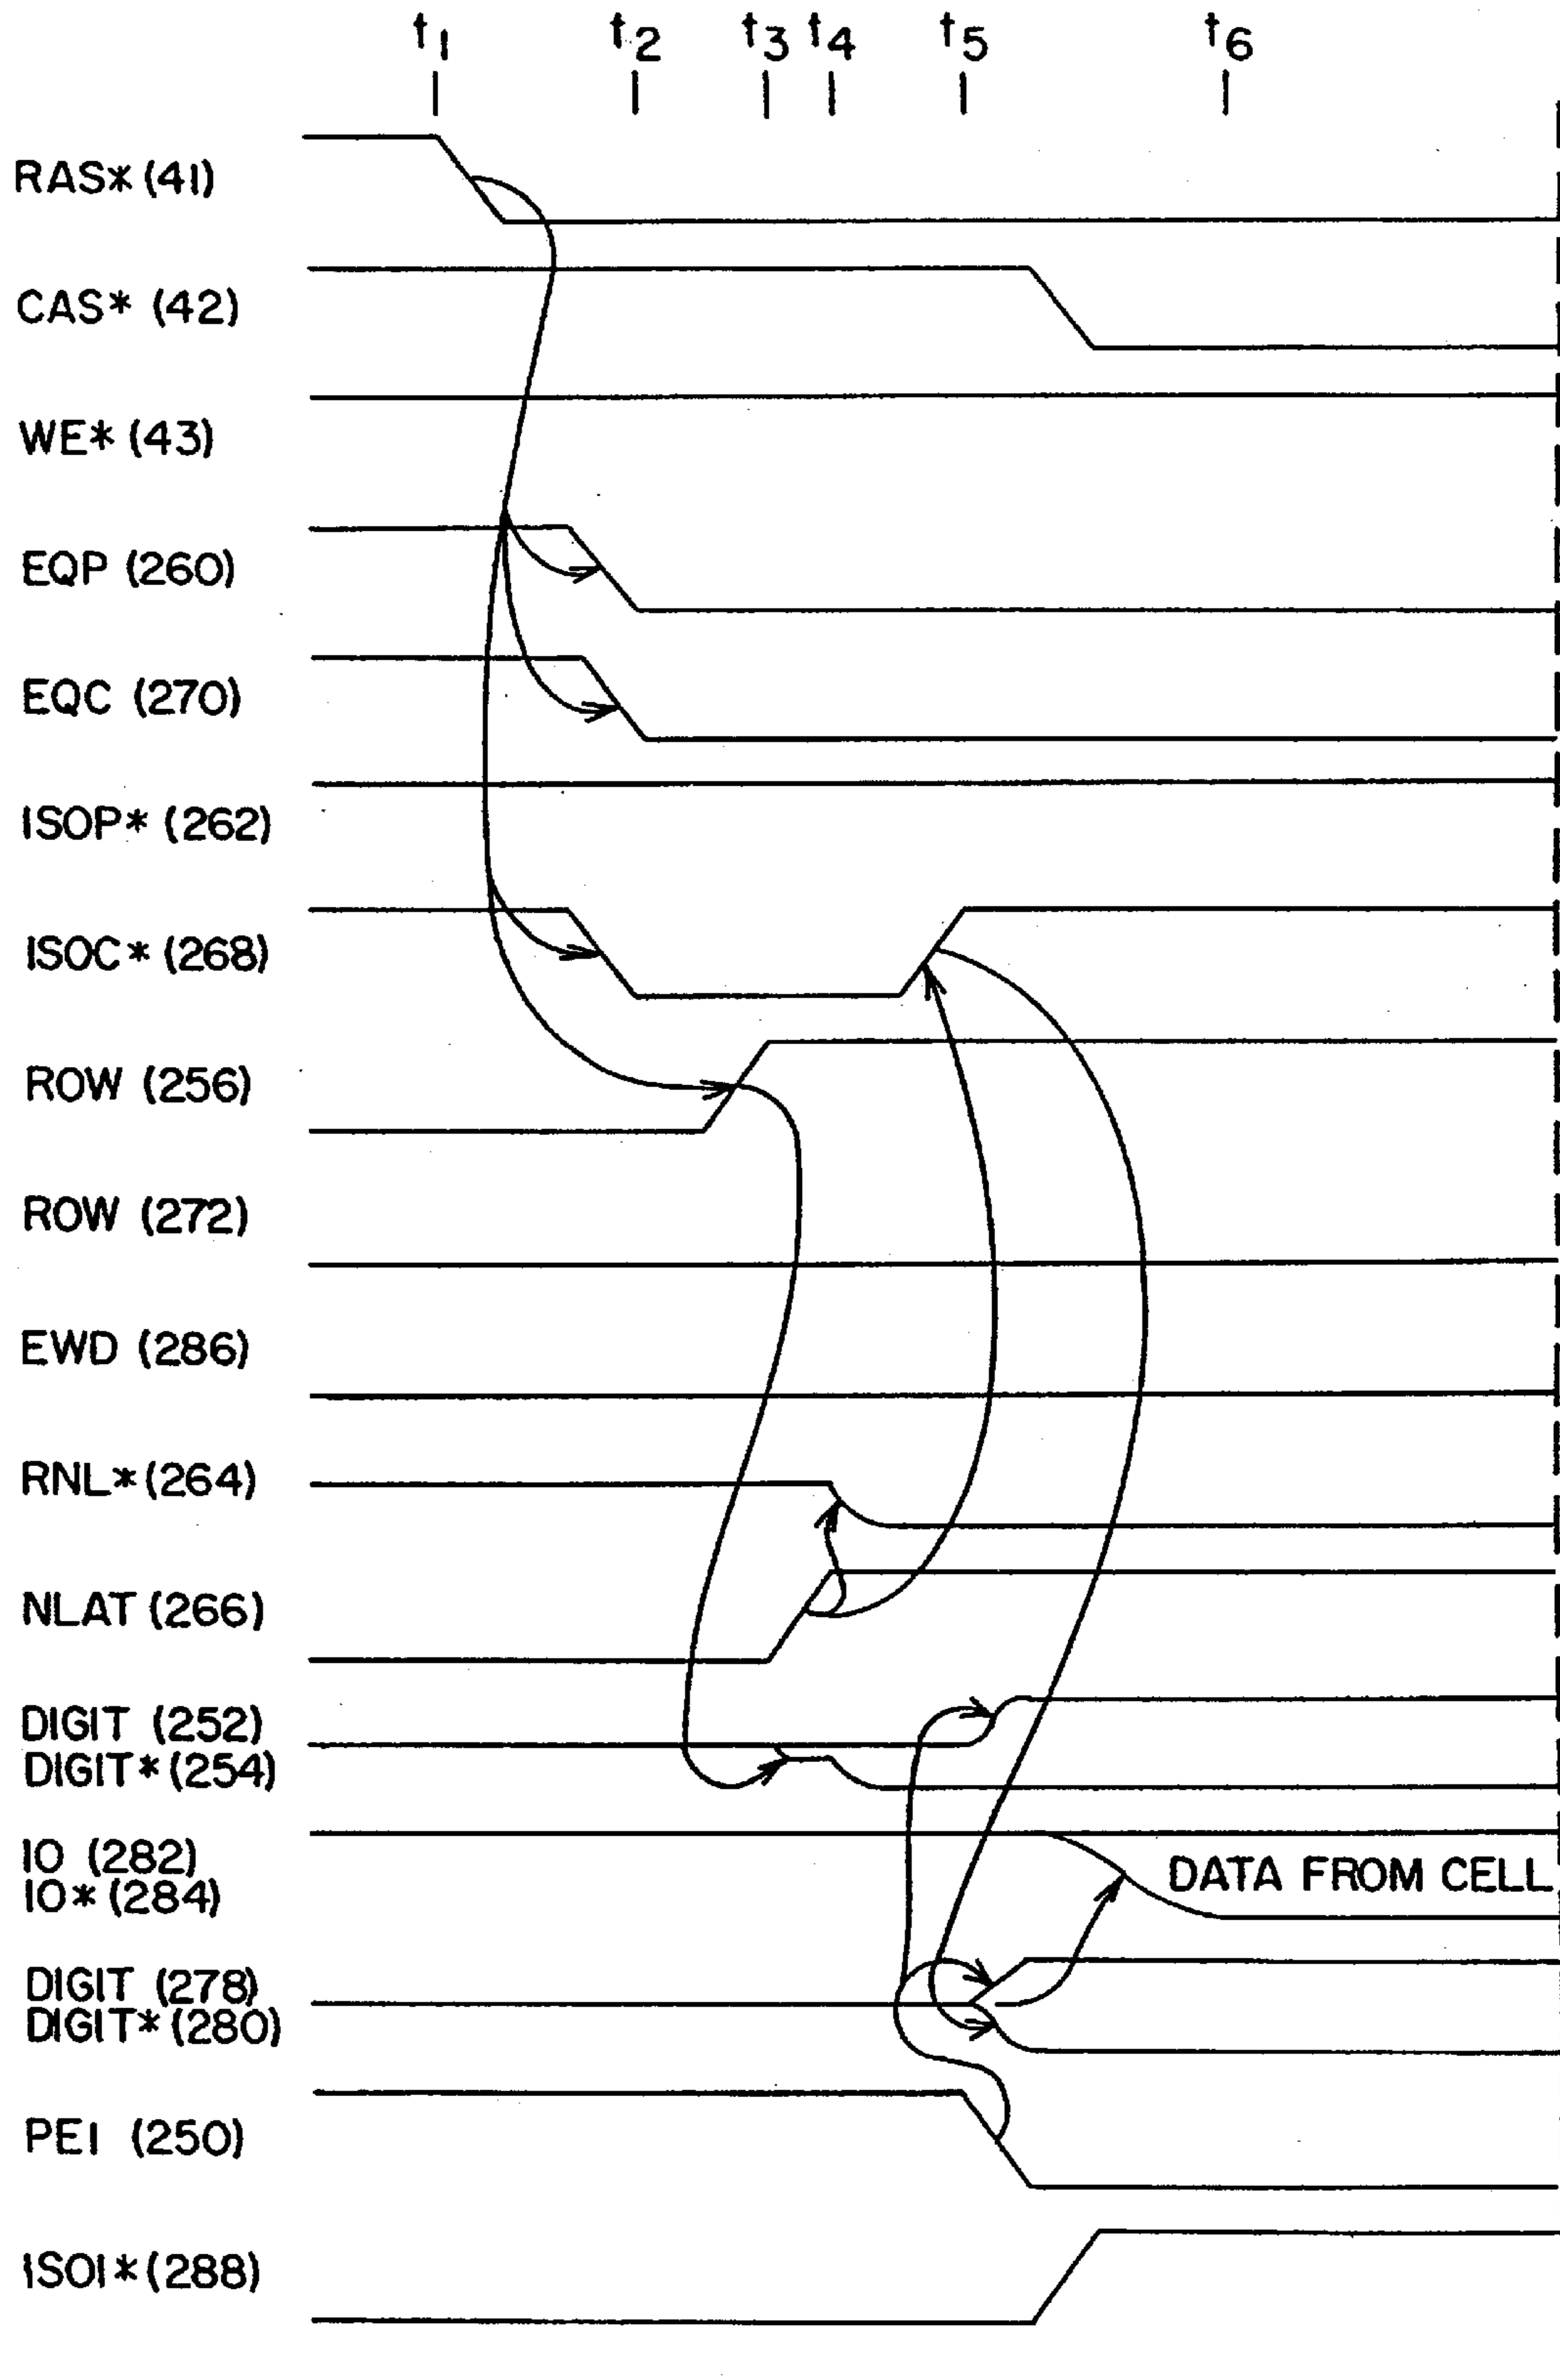 t1 t2 t3 t4 t5 t6
RAS* (41)
CAS* (42)
WE* (43)
EQP (260)
EQC (270)
ISOP* (262)
ISOC* (268)
ROW (256)
ROW (272)
EWD (286)
RNL* (264)
NLAT (266)
DIGIT (252)
DIGIT* (254)
IO (282)
IO* (284)
DATA FROM CELL
DIGIT (278)
DIGIT* (280)
PEI (250)
ISOI* (288)